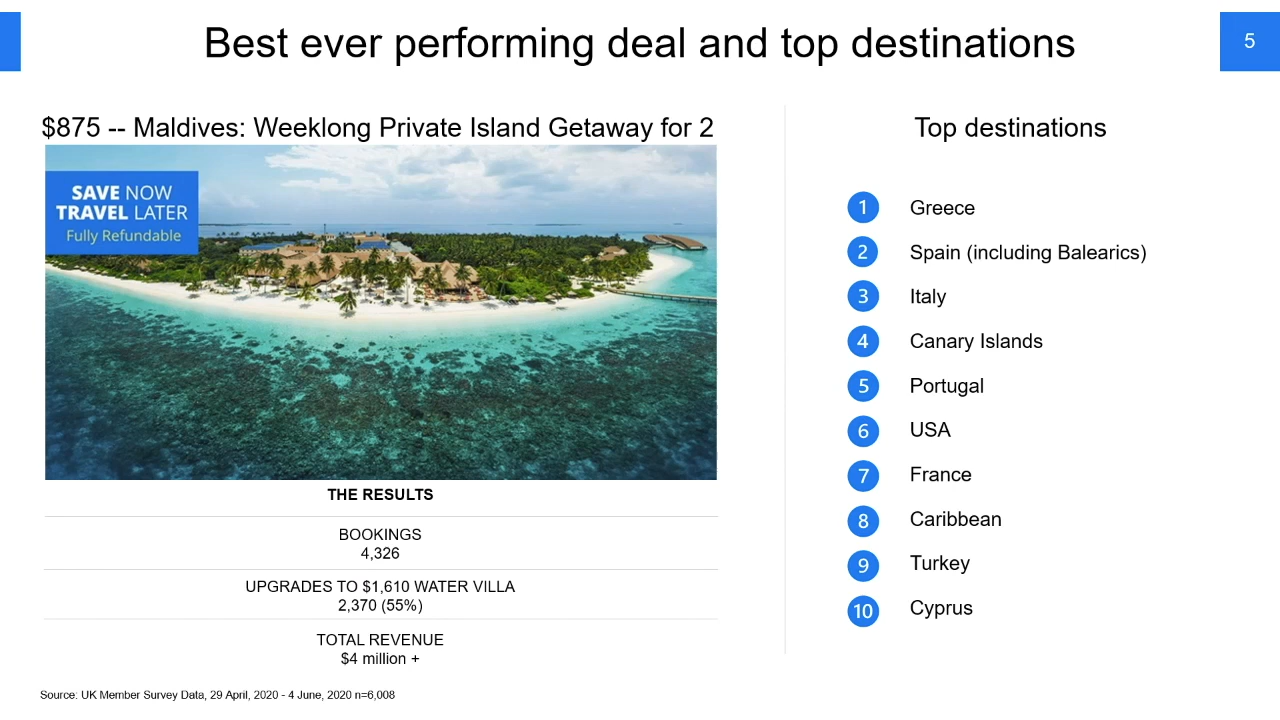 Best ever performing deal and top destinations
5
$875 -- Maldives: Weeklong Private Island Getaway for 2
SAVE NOW
TRAVEL LATER
Fully Refundable
THE RESULTS
BOOKINGS
4,326
UPGRADES TO $1,610 WATER VILLA
2,370 (55%)
TOTAL REVENUE
$4 million +
Top destinations
1 Greece
2 Spain (including Balearics)
3 Italy
4 Canary Islands
5 Portugal
6 USA
7 France
8 Caribbean
9 Turkey
10 Cyprus
Source: UK Member Survey Data, 29 April, 2020 - 4 June, 2020 n=6,008